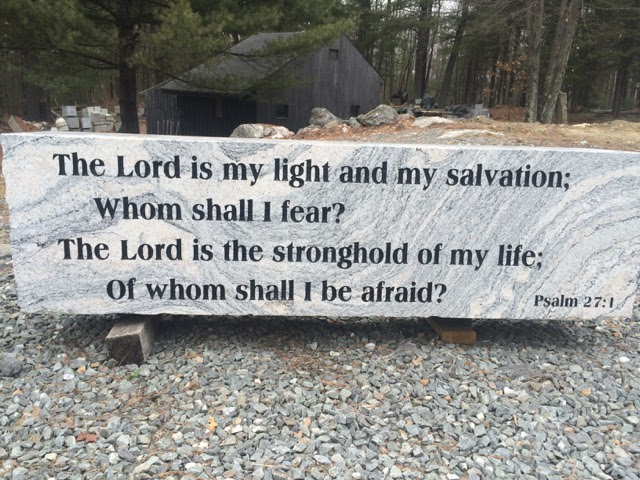 The Lord is my light and my salvation;
Whom shall I fear?
The Lord is the stronghold of my life;
Of whom shall I be afraid?
Psalm 27:1